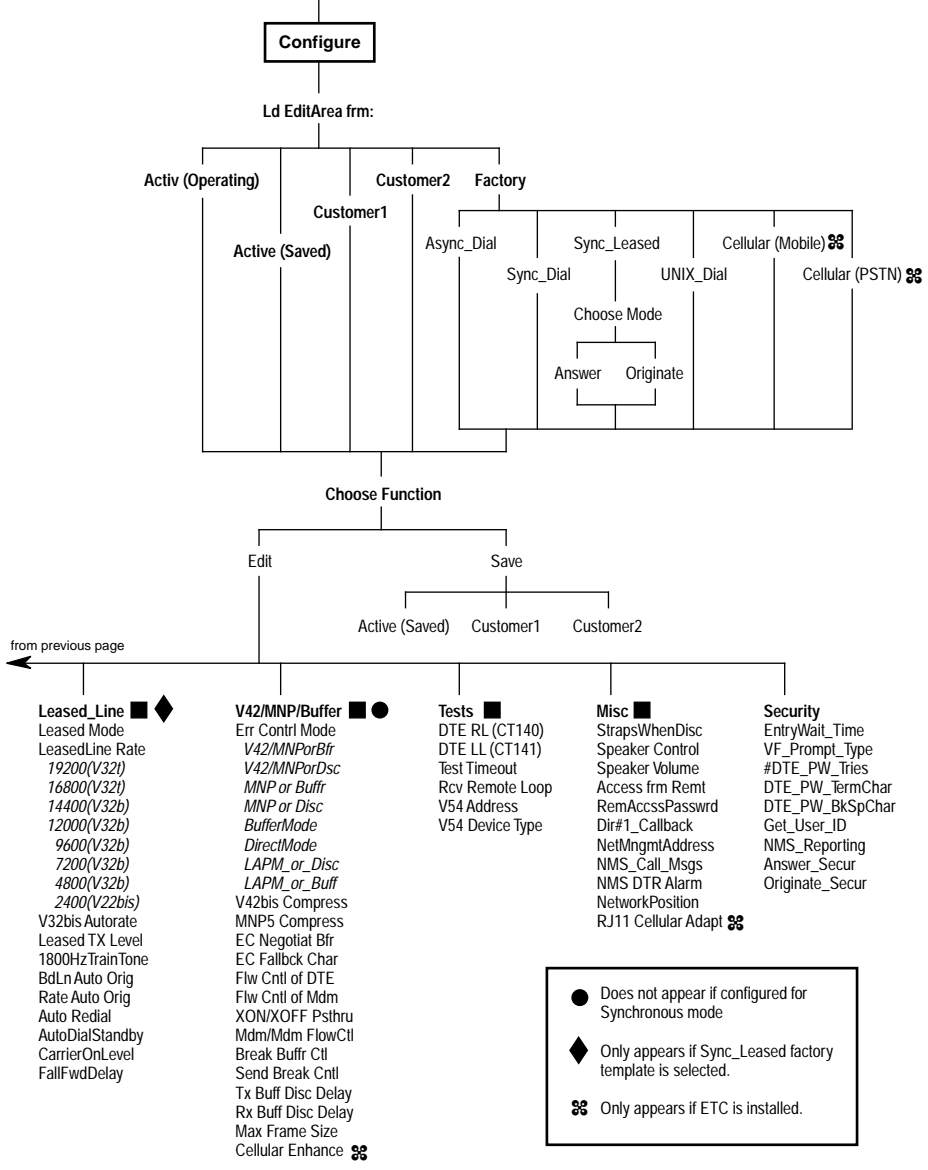 Configure
Ld EditArea frm:
Activ (Operating)
Customer2
Factory
Customer1
Active (Saved)
Async_Dial
Sync_Leased
Cellular (Mobile)
Sync_Dial
UNIX_Dial
Cellular (PSTN)
Choose Mode
Answer
Originate
Choose Function
Edit
Save
Active (Saved)
Customer1
Customer2
from previous page
Leased_Line
Leased Mode
LeasedLine Rate
19200(V32t)
16800(V32t)
14400(V32b)
12000(V32b)
9600(V32b)
7200(V32b)
4800(V32b)
2400(V22bis)
V32bis Autorate
Leased TX Level
1800HzTrainTone
BdLn Auto Orig
Rate Auto Orig
Auto Redial
AutoDialStandby
CarrierOnLevel
FallFwdDelay
V42/MNP/Buffer
Err Contrl Mode
V42/MNPorBfr
V42/MNPorDsc
MNP or Buffr
MNP or Disc
BufferMode
DirectMode
LAPM_or_Disc
LAPM_or_Buff
V42bis Compress
MNP5 Compress
EC Negotiat Bfr
EC Fallbck Char
Flw Cntl of DTE
Flw Cntl of Mdm
XON/XOFF Psthru
Mdm/Mdm FlowCtl
Break Buffr Ctl
Send Break Cntl
Tx Buff Disc Delay
Rx Buff Disc Delay
Max Frame Size
Cellular Enhance
Tests
DTE RL (CT140)
DTE LL (CT141)
Test Timeout
Rcv Remote Loop
V54 Address
V54 Device Type
Misc
StrapsWhenDisc
Speaker Control
Speaker Volume
Access frm Remt
RemAccssPasswrd
Dir#1_Callback
NetMngmtAddress
NMS_Call_Msgs
NMS DTR Alarm
NetworkPosition
RJ11 Cellular Adapt
Security
EntryWait_Time
VF_Prompt_Type
#DTE_PW_Tries
DTE_PW_TermChar
DTE_PW_BkSpChar
Get_User_ID
NMS_Reporting
Answer_Secur
Originate_Secur
Does not appear if configured for
Synchronous mode
Only appears if Sync_Leased factory
template is selected.
Only appears if ETC is installed.